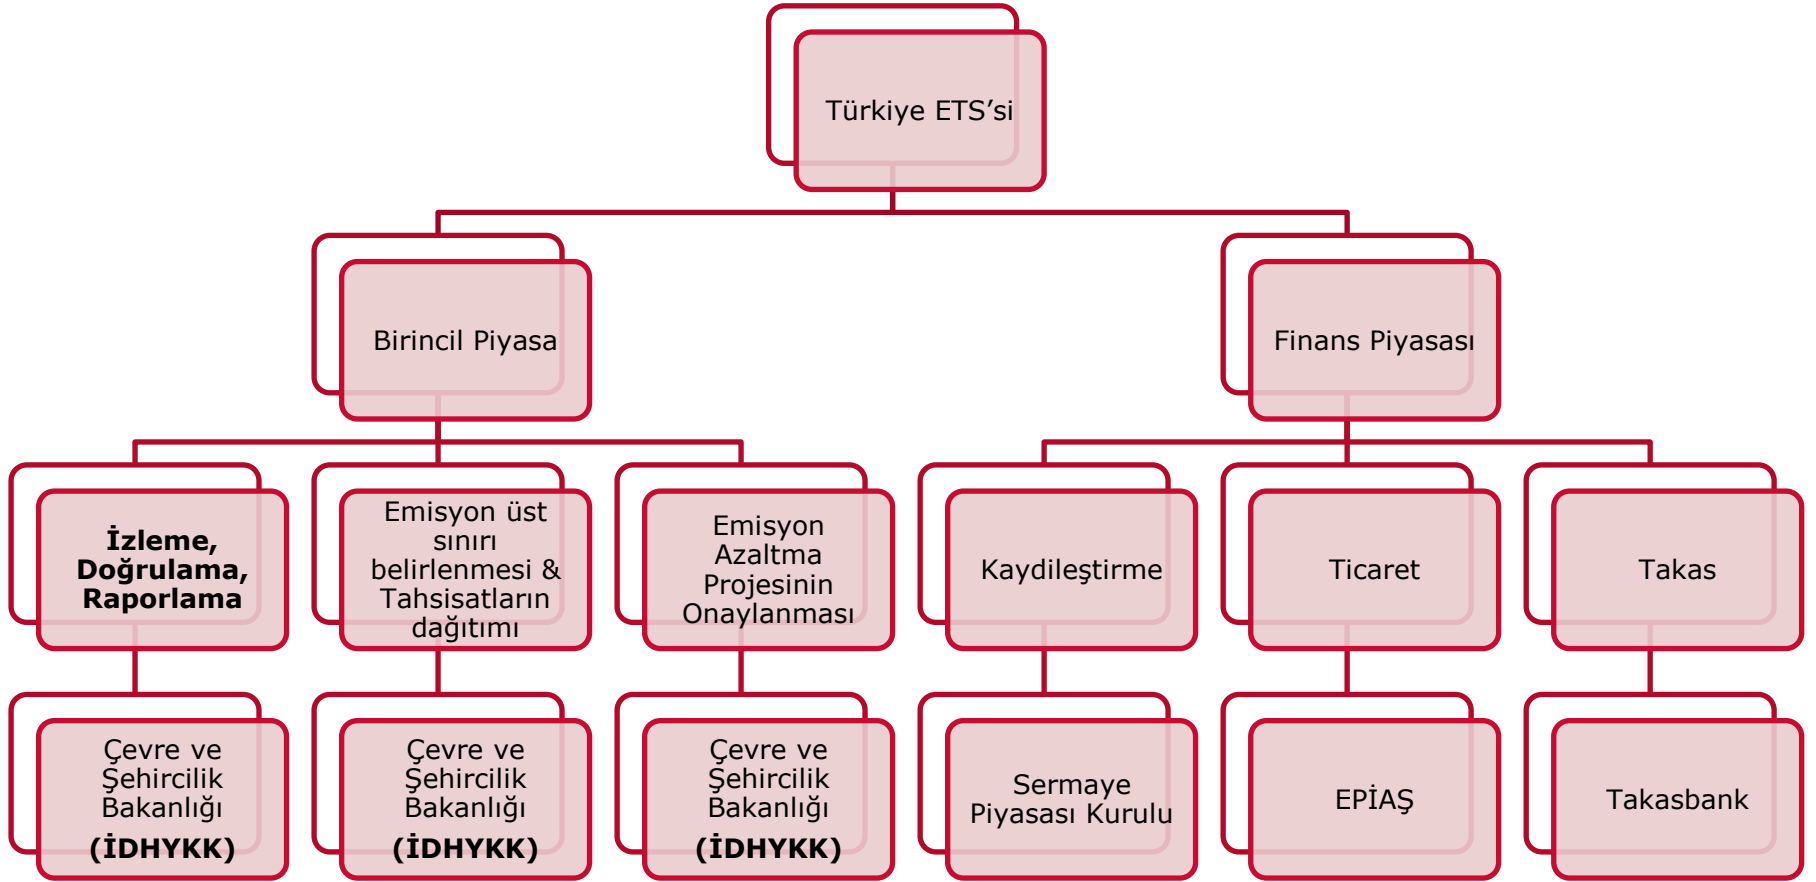 Türkiye ETS’si
Birincil Piyasa
Finans Piyasası
İzleme,
Doğrulama,
Raporlama
Emisyon üst
sınırı
belirlenmesi &
Tahsisatların
dağıtımı
Emisyon
Azaltma
Projesinin
Onaylanması
Kaydileştirme
Ticaret
Takas
Çevre ve
Şehircilik
Bakanlığı
(İDHYKK)
Çevre ve
Şehircilik
Bakanlığı
(İDHYKK)
Çevre ve
Şehircilik
Bakanlığı
(İDHYKK)
Sermaye
Piyasası Kurulu
EPİAŞ
Takasbank